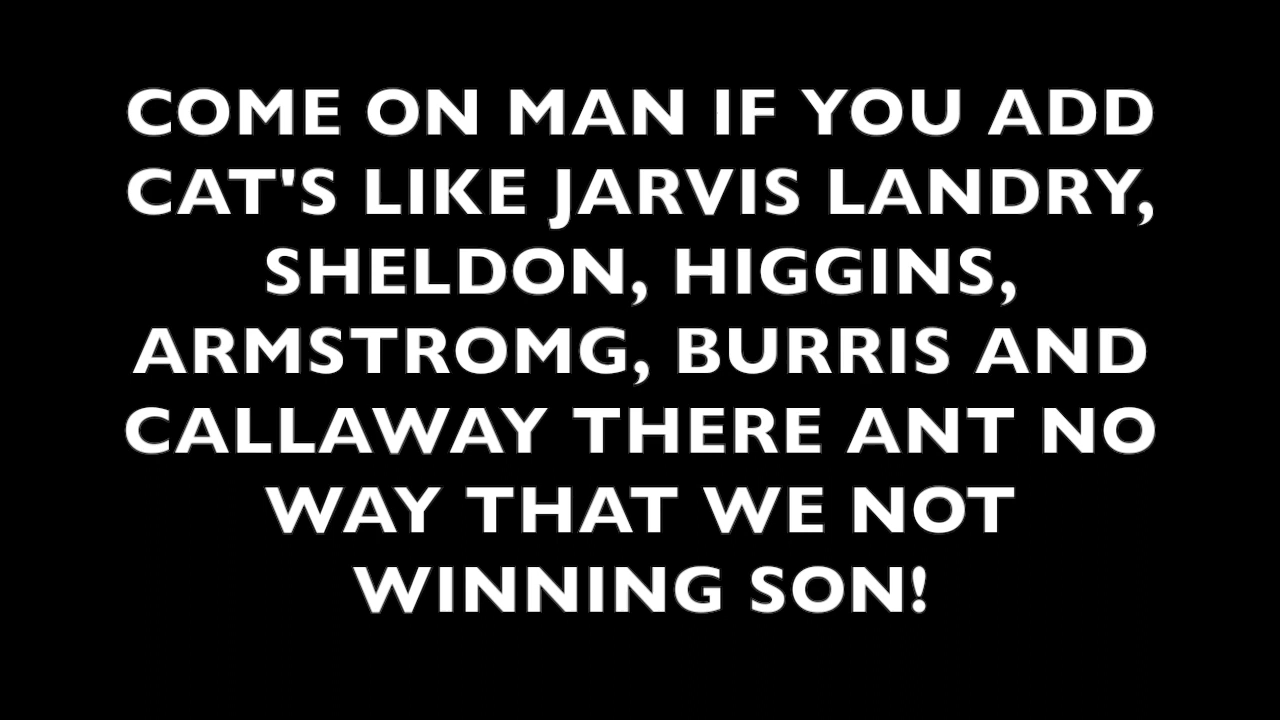 COME ON MAN IF YOU ADD
CAT'S LIKE JARVIS LANDRY,
SHELDON, HIGGINS,
ARMSTROMG, BURRIS AND
CALLAWAY THERE ANT NO
WAY THAT WE NOT
WINNING SON!